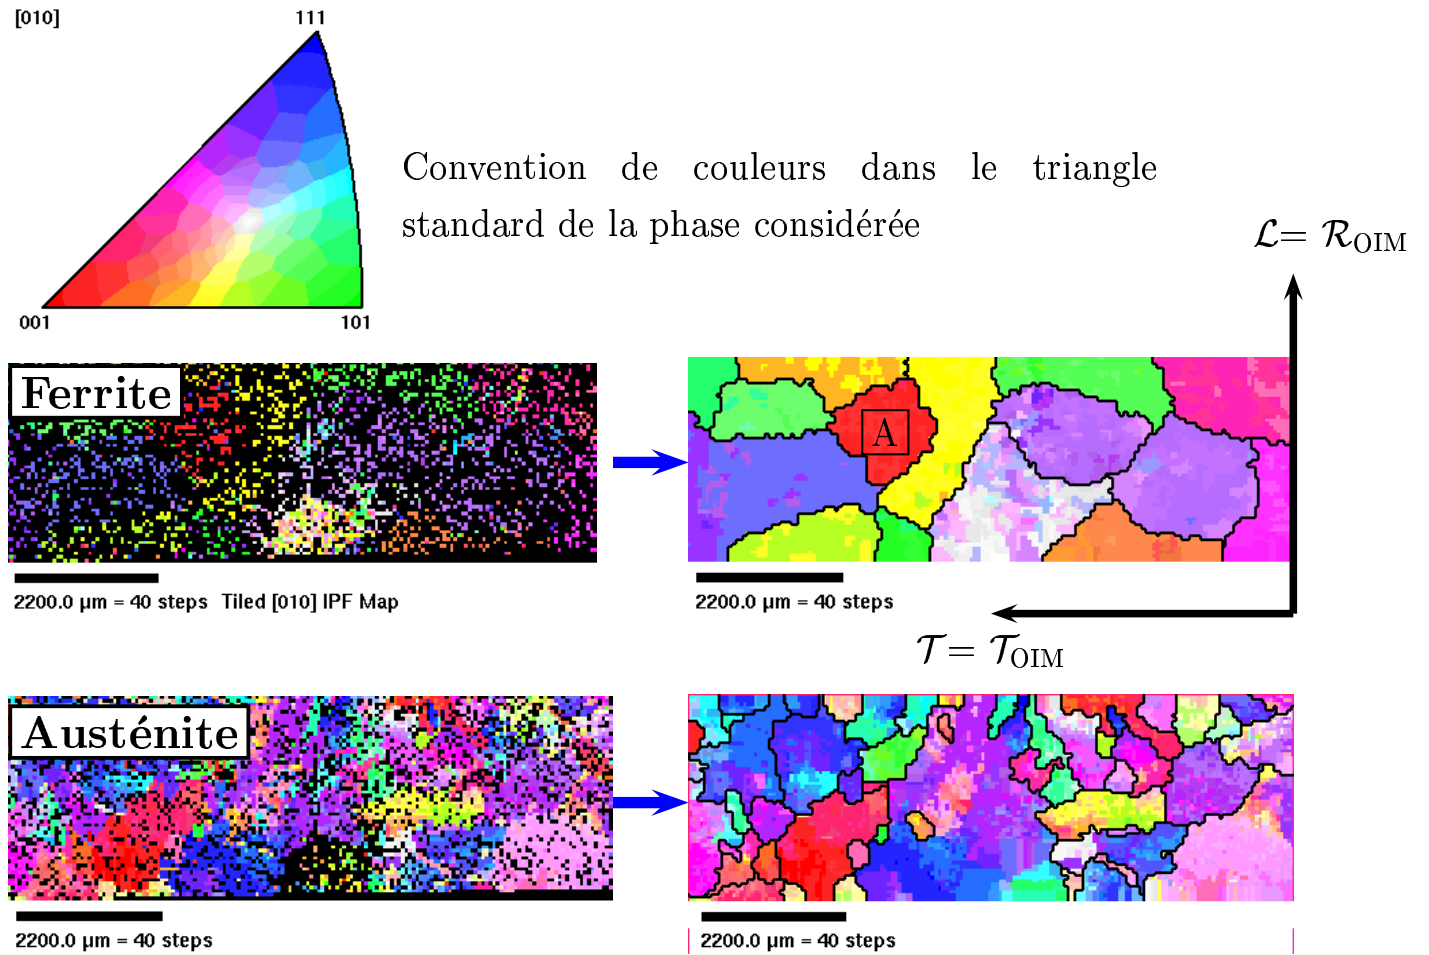 [010]
111
001
101
Convention de couleurs dans le triangle
standard de la phase considérée
ℒ= ℛOIM
Ferrite
A
2200.0 µm = 40 steps Tiled [010] IPF Map
2200.0 µm = 40 steps
𝒯 = 𝒯OIM
Austénite
2200.0 µm = 40 steps
2200.0 µm = 40 steps